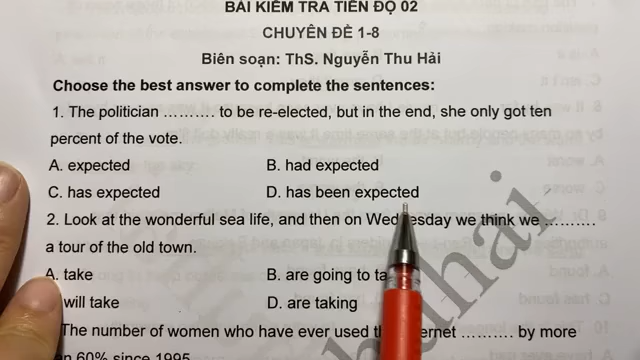 BÀI KIỂM TRA TIẾN ĐỘ 02
CHUYÊN ĐỀ 1-8
Biên soạn: ThS. Nguyễn Thu Hải
Choose the best answer to complete the sentences:
1. The politician ......... to be re-elected, but in the end, she only got ten
percent of the vote.
A. expected B. had expected
C. has expected D. has been expected
2. Look at the wonderful sea life, and then on Wednesday we think we .........
a tour of the old town.
A. take B. are going to ta
will take D. are taking
The number of women who have ever used ernet ......... by more
60% since 1995